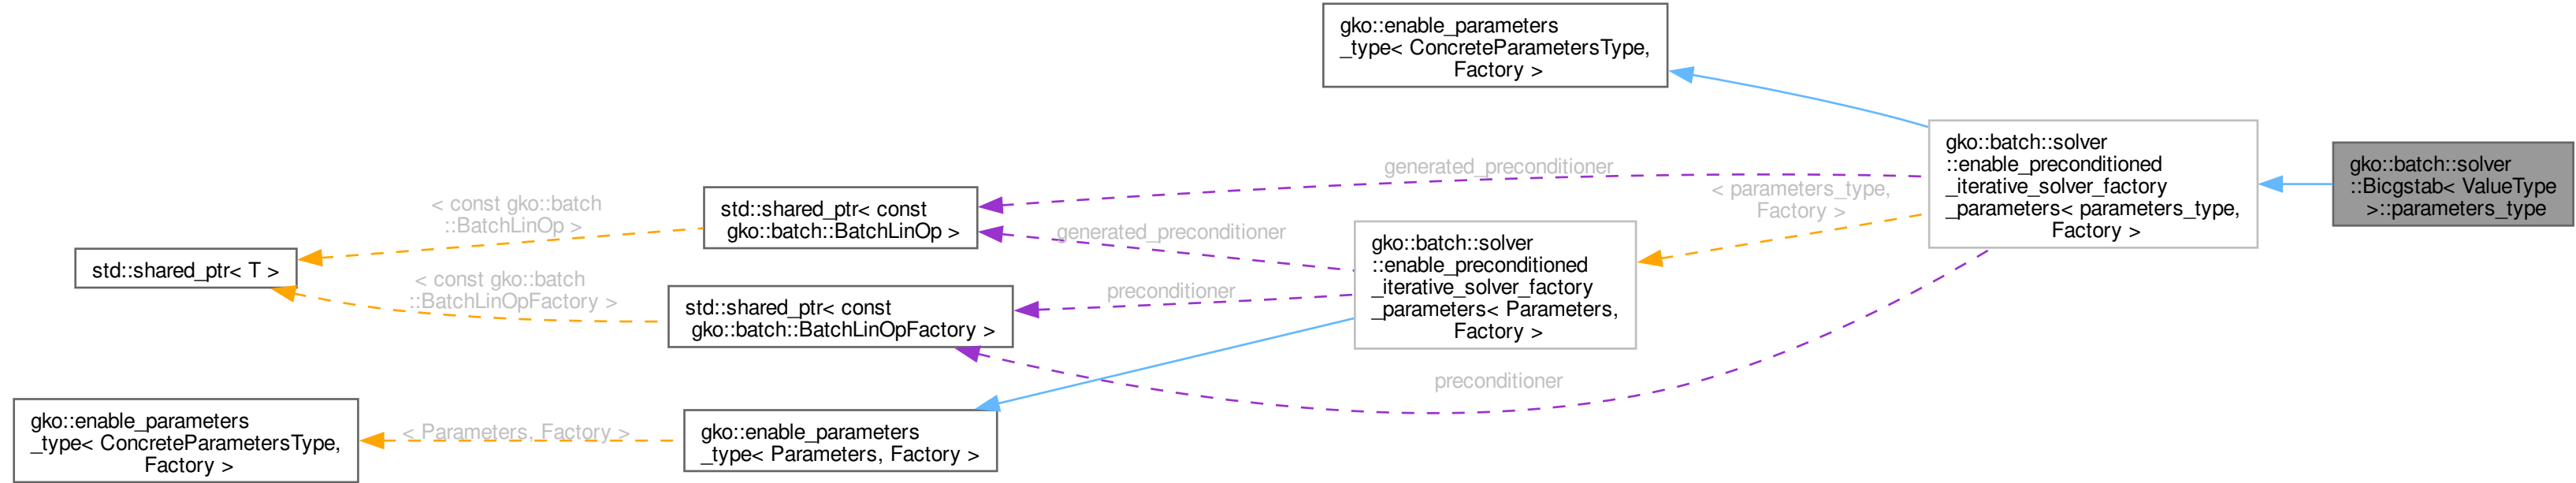 gko::enable_parameters
_type< ConcreteParametersType,
Factory >
gko::batch::solver
::enable_preconditioned
_iterative_solver_factory
_parameters< parameters_type,
Factory >
gko::batch::solver
::Bicgstab< ValueType
>::parameters_type
generated_preconditioner
< parameters_type,
Factory >
< const gko::batch
::BatchLinOp >
std::shared_ptr< const
gko::batch::BatchLinOp >
generated_preconditioner
gko::batch::solver
::enable_preconditioned
_iterative_solver_factory
_parameters< Parameters,
Factory >
std::shared_ptr< T >
< const gko::batch
::BatchLinOpFactory >
std::shared_ptr< const
gko::batch::BatchLinOpFactory >
preconditioner
preconditioner
gko::enable_parameters
_type< ConcreteParametersType,
Factory >
< Parameters, Factory >
gko::enable_parameters
_type< Parameters, Factory >